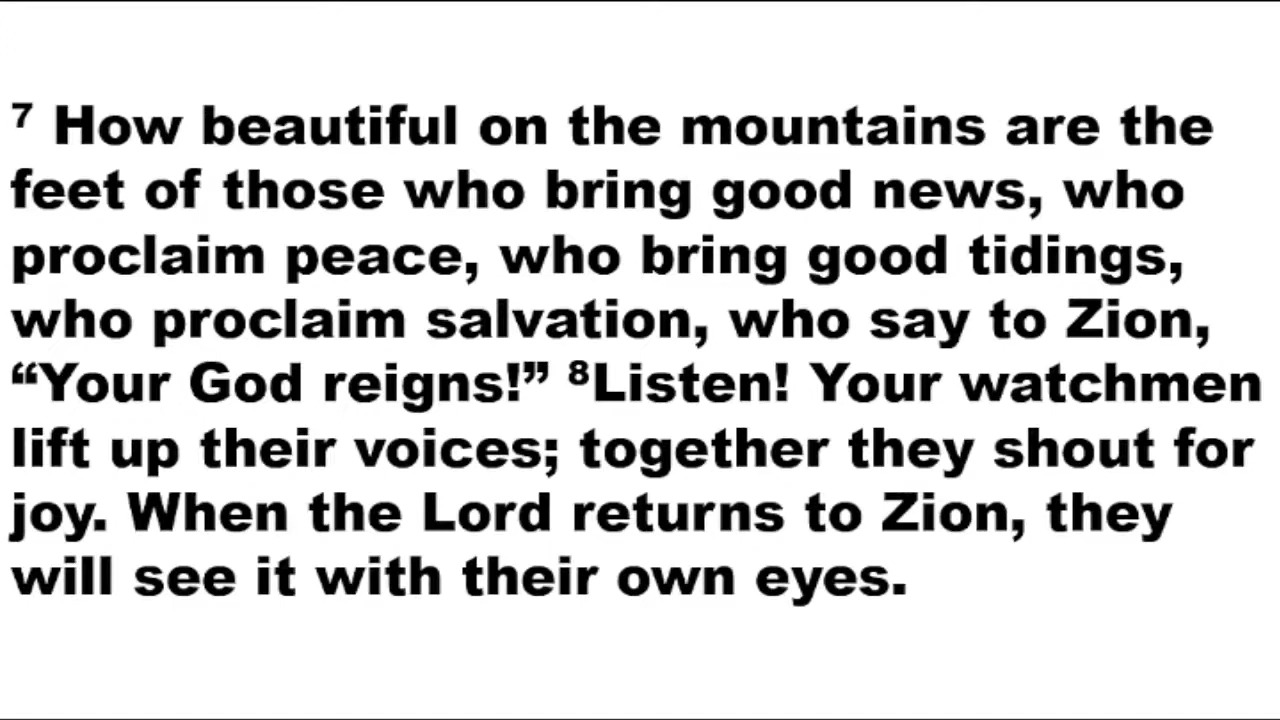 ⁷ How beautiful on the mountains are the
feet of those who bring good news, who
proclaim peace, who bring good tidings,
who proclaim salvation, who say to Zion,
“Your God reigns!” ⁸Listen! Your watchmen
lift up their voices; together they shout for
joy. When the Lord returns to Zion, they
will see it with their own eyes.